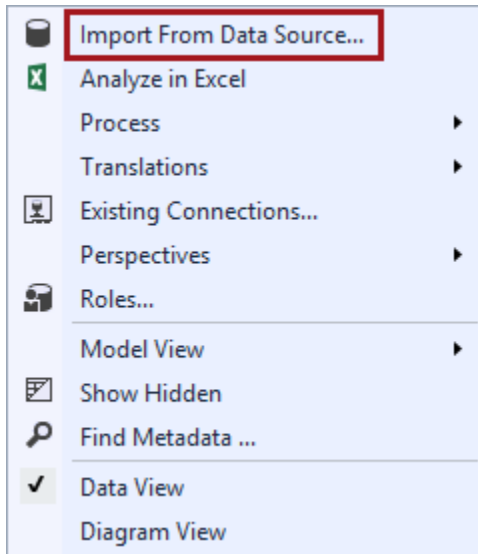 Import From Data Source...
Analyze in Excel
Process
Translations
Existing Connections...
Perspectives
Roles...
Model View
Show Hidden
Find Metadata ...
Data View
Diagram View